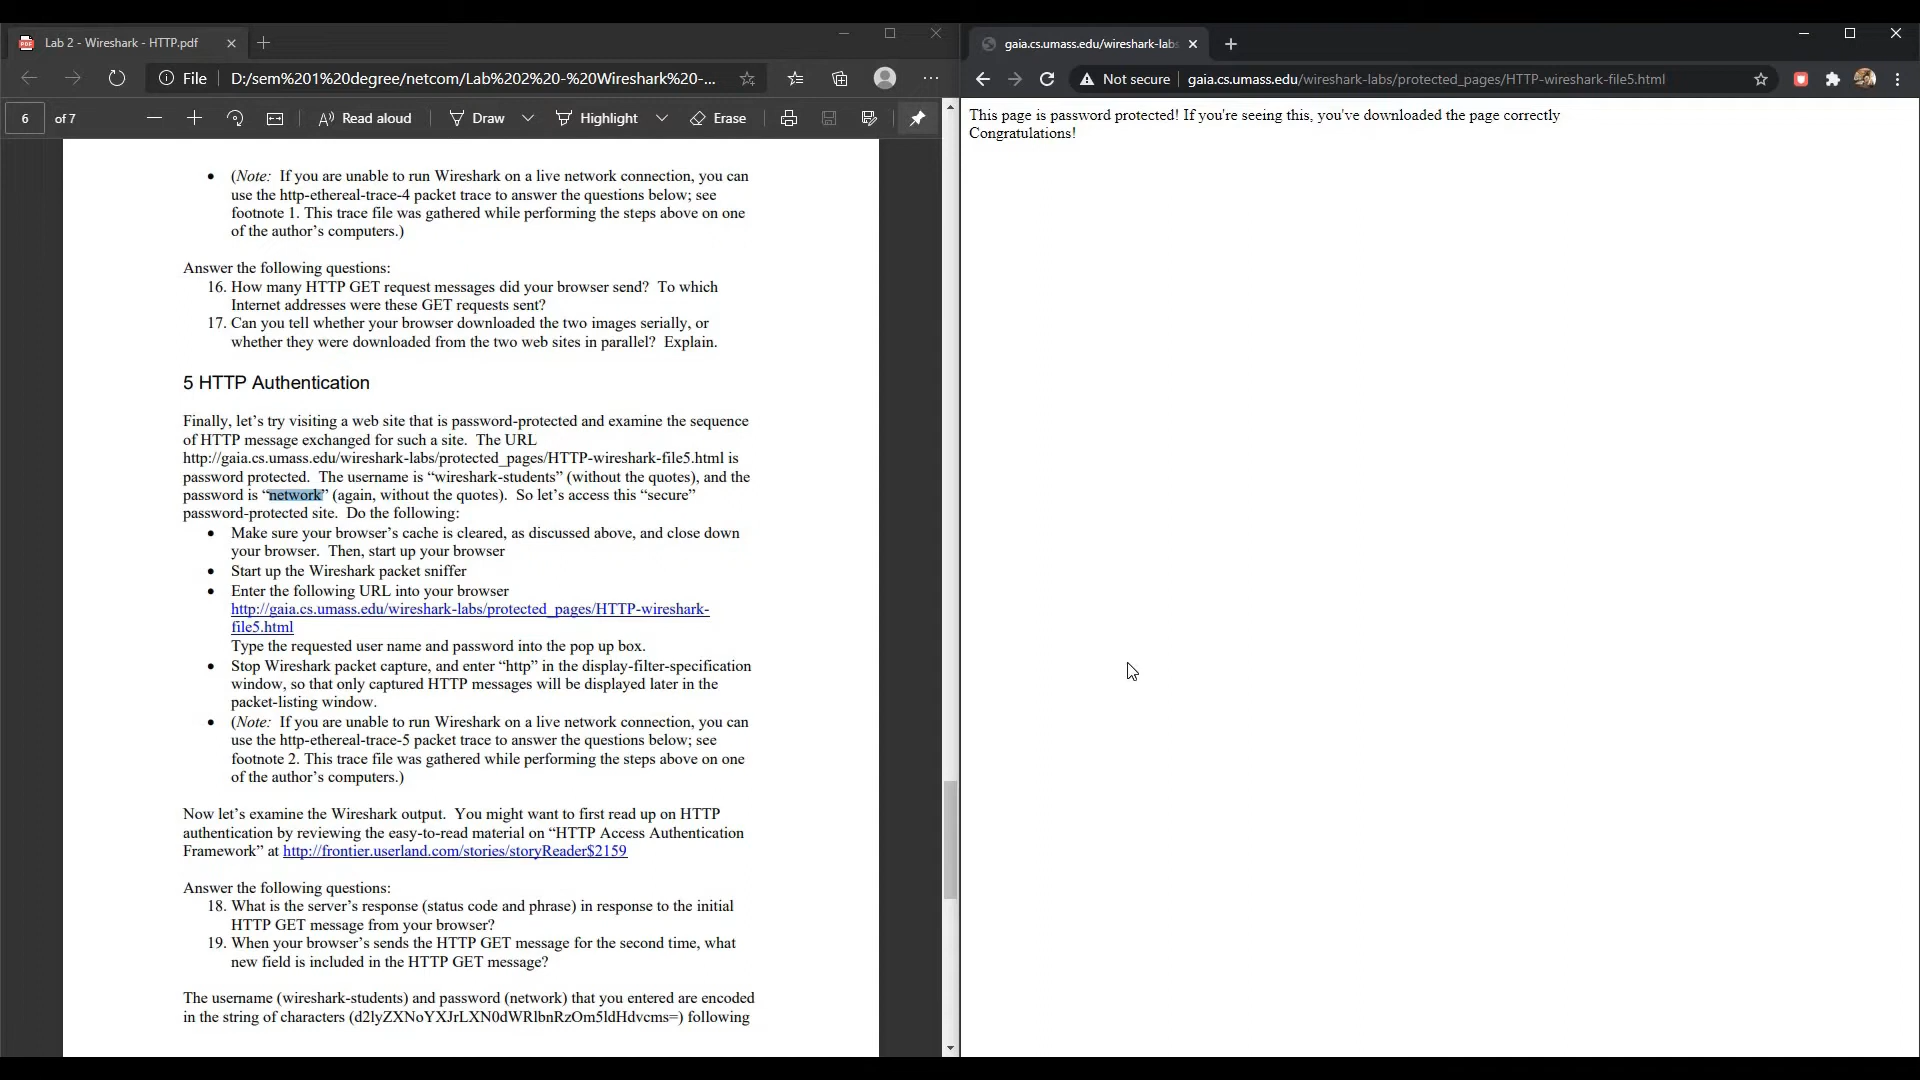 Lab 2 - Wireshark - HTTP.pdf
File
D:/sem%201%20degree/netcom/Lab%202%20-%20Wireshark%20-...
6 of 7
Read aloud
Draw
Highlight
Erase
(Note:  If you are unable to run Wireshark on a live network connection, you can
use the http-ethereal-trace-4 packet trace to answer the questions below; see
footnote 1. This trace file was gathered while performing the steps above on one
of the author’s computers.)
Answer the following questions:
16. How many HTTP GET request messages did your browser send?  To which
Internet addresses were these GET requests sent?
17. Can you tell whether your browser downloaded the two images serially, or
whether they were downloaded from the two web sites in parallel?  Explain.
5 HTTP Authentication
Finally, let’s try visiting a web site that is password-protected and examine the sequence
of HTTP message exchanged for such a site.  The URL
http://gaia.cs.umass.edu/wireshark-labs/protected_pages/HTTP-wireshark-file5.html is
password protected.  The username is “wireshark-students” (without the quotes), and the
password is “network” (again, without the quotes).  So let’s access this “secure”
password-protected site.  Do the following:
• Make sure your browser’s cache is cleared, as discussed above, and close down
your browser.  Then, start up your browser
• Start up the Wireshark packet sniffer
• Enter the following URL into your browser
http://gaia.cs.umass.edu/wireshark-labs/protected_pages/HTTP-wireshark-
file5.html
Type the requested user name and password into the pop up box.
• Stop Wireshark packet capture, and enter “http” in the display-filter-specification
window, so that only captured HTTP messages will be displayed later in the
packet-listing window.
• (Note:  If you are unable to run Wireshark on a live network connection, you can
use the http-ethereal-trace-5 packet trace to answer the questions below; see
footnote 2. This trace file was gathered while performing the steps above on one
of the author’s computers.)
Now let’s examine the Wireshark output.  You might want to first read up on HTTP
authentication by reviewing the easy-to-read material on “HTTP Access Authentication
Framework” at http://frontier.userland.com/stories/storyReader$2159
Answer the following questions:
18. What is the server’s response (status code and phrase) in response to the initial
HTTP GET message from your browser?
19. When your browser’s sends the HTTP GET message for the second time, what
new field is included in the HTTP GET message?
The username (wireshark-students) and password (network) that you entered are encoded
in the string of characters (d2lyZXNoYXJrLXN0dWRlbnRzOm5ldHdvcms=) following
gaia.cs.umass.edu/wireshark-labs
Not secure
gaia.cs.umass.edu/wireshark-labs/protected_pages/HTTP-wireshark-file5.html
This page is password protected! If you're seeing this, you've downloaded the page correctly
Congratulations!